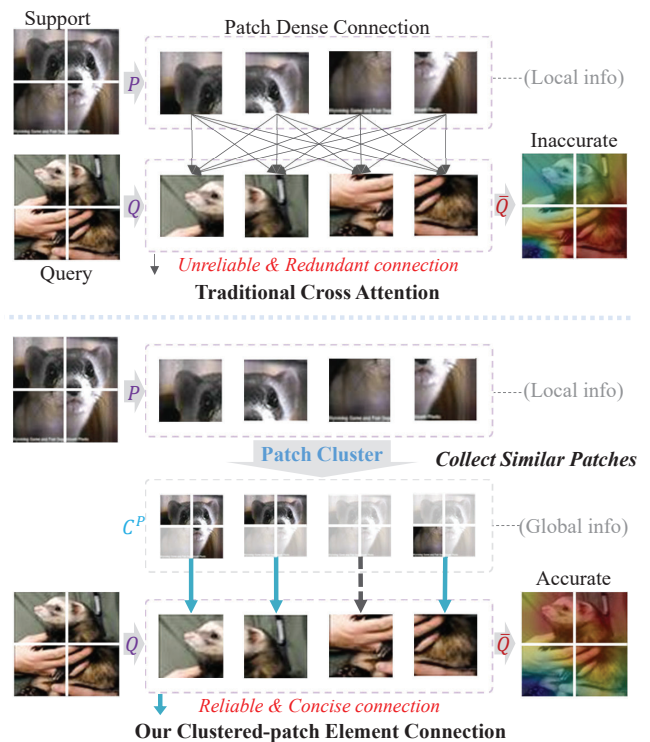 Support
Patch Dense Connection
P
(Local info)
Inaccurate
Q
Q̄
Query
Unreliable & Redundant connection
Traditional Cross Attention
P
(Local info)
Patch Cluster
Collect Similar Patches
C^P
(Global info)
Accurate
Q
Q̄
Reliable & Concise connection
Our Clustered-patch Element Connection